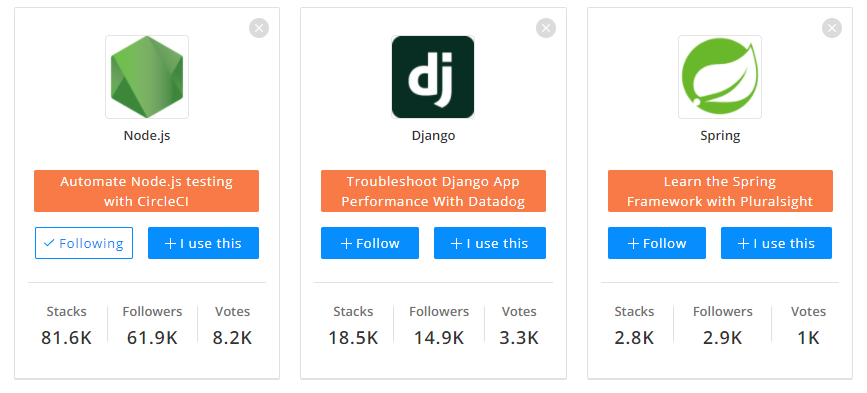 Node.js
Automate Node.js testing
with CircleCI
Following
I use this
Stacks
Followers
Votes
81.6K
61.9K
8.2K
dj
Django
Troubleshoot Django App
Performance With Datadog
+ Follow
+ I use this
Stacks
Followers
Votes
18.5K
14.9K
3.3K
Spring
Learn the Spring
Framework with Pluralsight
+ Follow
+ I use this
Stacks
Followers
Votes
2.8K
2.9K
1K